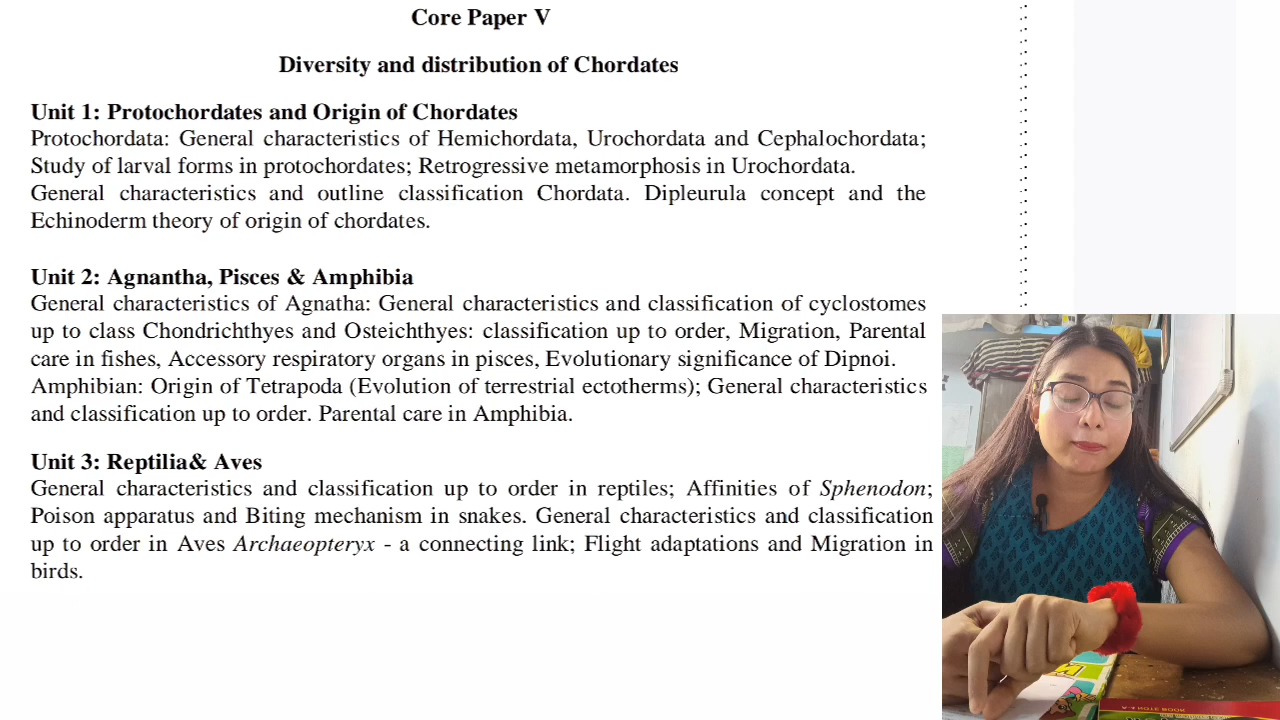 Core Paper V
Diversity and distribution of Chordates
Unit 1: Protochordates and Origin of Chordates
Protochordata: General characteristics of Hemichordata, Urochordata and Cephalochordata;
Study of larval forms in protochordates; Retrogressive metamorphosis in Urochordata.
General characteristics and outline classification Chordata. Dipleurula concept and the
Echinoderm theory of origin of chordates.
Unit 2: Agnantha, Pisces & Amphibia
General characteristics of Agnatha: General characteristics and classification of cyclostomes
up to class Chondrichthyes and Osteichthyes: classification up to order, Migration, Parental
care in fishes, Accessory respiratory organs in pisces, Evolutionary significance of Dipnoi.
Amphibian: Origin of Tetrapoda (Evolution of terrestrial ectotherms); General characteristics
and classification up to order. Parental care in Amphibia.
Unit 3: Reptilia& Aves
General characteristics and classification up to order in reptiles; Affinities of Sphenodon;
Poison apparatus and Biting mechanism in snakes. General characteristics and classification
up to order in Aves Archaeopteryx - a connecting link; Flight adaptations and Migration in
birds.